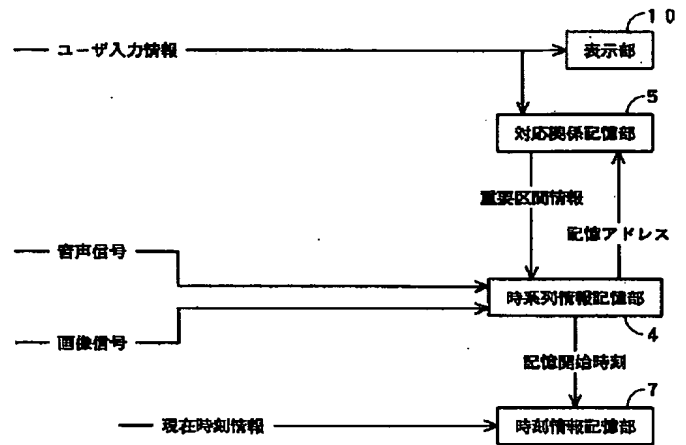 10
ユーザ入力情報
表示部
5
対応関係記憶部
重要区間情報
記憶アドレス
音声信号
時系列情報記憶部
画像信号
4
記憶開始時刻
7
現在時刻情報
時刻情報記憶部